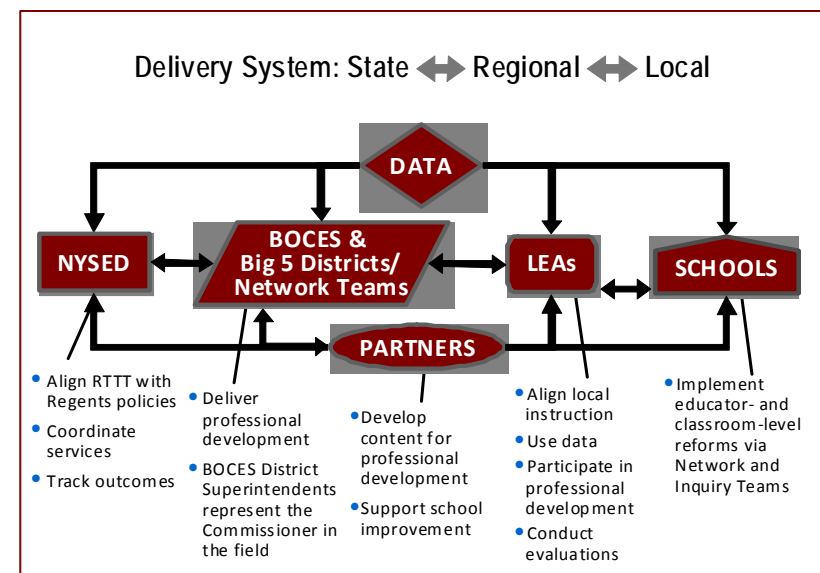 Delivery System: State Regional Local
DATA
NYSED
BOCES &
Big 5 Districts/
Network Teams
LEAs
SCHOOLS
PARTNERS
• Align RTTT with
Regents policies
• Coordinate
services
• Track outcomes
• Deliver
professional
development
• BOCES District
Superintendents
represent the
Commissioner in
the field
• Develop
content for
professional
development
• Support school
improvement
• Align local
instruction
• Use data
• Participate in
professional
development
• Conduct
evaluations
• Implement
educator- and
classroom-level
reforms via
Network and
Inquiry Teams